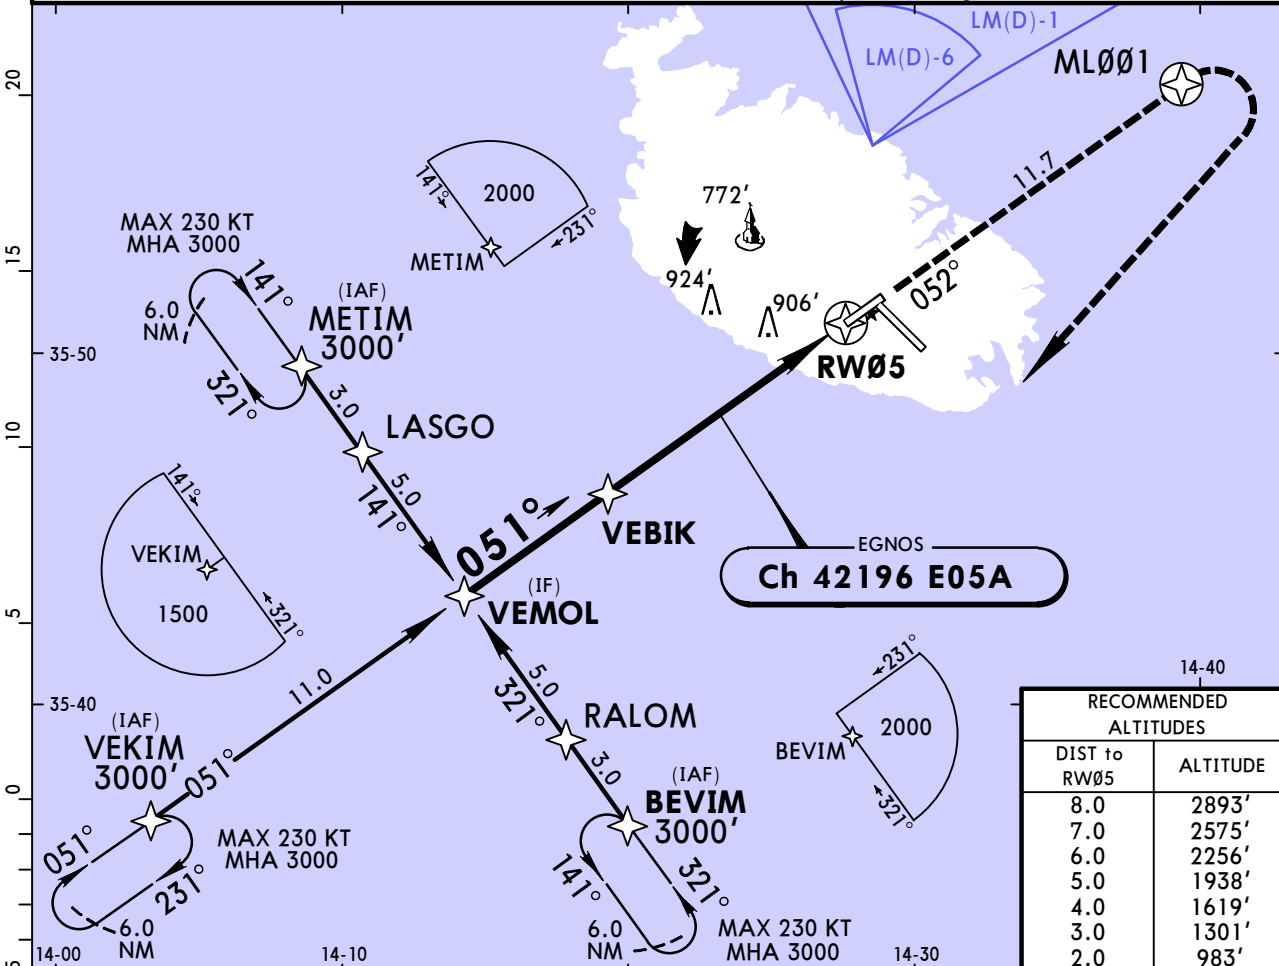 LM(D)-1
LM(D)-6
MLØØ1
20
11.7
141°
2000
231°
METIM
772'
MAX 230 KT
MHA 3000
15
924'
906'
052°
141°
6.0
NM
(IAF)
METIM
3000'
35-50
RWØ5
321°
3.0
LASGO
10
5.0
141°
141°
VEKIM
1500
321°
051°
VEBIK
EGNOS
Ch 42196 E05A
(IF)
VEMOL
5
11.0
5.0
321°
231°
2000
BEVIM
321°
14-40
35-40
(IAF)
VEKIM
3000'
051°
RALOM
3.0
(IAF)
BEVIM
3000'
0
051°
231°
MAX 230 KT
MHA 3000
6.0
NM
141°
321°
6.0
NM
MAX 230 KT
MHA 3000
14-00
14-10
14-30
5
RECOMMENDED
ALTITUDES
DIST to
RWØ5
ALTITUDE
8.0 2893'
7.0 2575'
6.0 2256'
5.0 1938'
4.0 1619'
3.0 1301'
2.0 983'